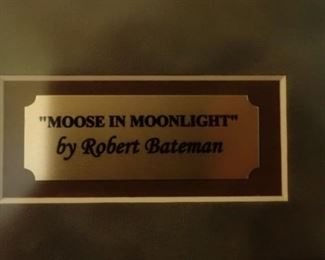 "MOOSE IN MOONLIGHT"
by Robert Bateman